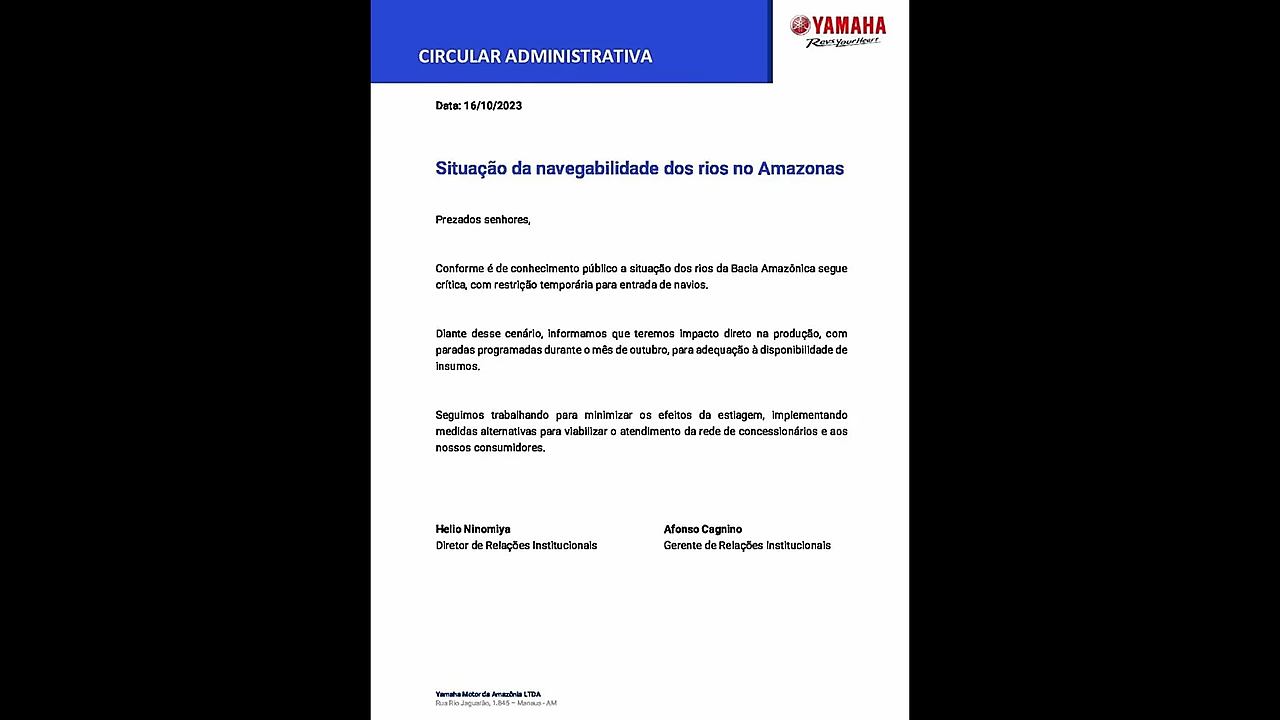 CIRCULAR ADMINISTRATIVA
YAMAHA
Revs Your Heart
Data: 16/10/2023
Situação da navegabilidade dos rios no Amazonas
Prezados senhores,
Conforme é de conhecimento público a situação dos rios da Bacia Amazônica segue
crítica, com restrição temporária para entrada de navios.
Diante desse cenário, informamos que teremos impacto direto na produção, com
paradas programadas durante o mês de outubro, para adequação à disponibilidade de
insumos.
Seguimos trabalhando para minimizar os efeitos da estiagem, implementando
medidas alternativas para viabilizar o atendimento da rede de concessionários e aos
nossos consumidores.
Helio Ninomiya
Afonso Cagnino
Diretor de Relações Institucionais
Gerente de Relações Institucionais
Yamaha Motor da Amazônia LTDA
Rua Rio Jaguarão, 1.845 – Manaus - AM